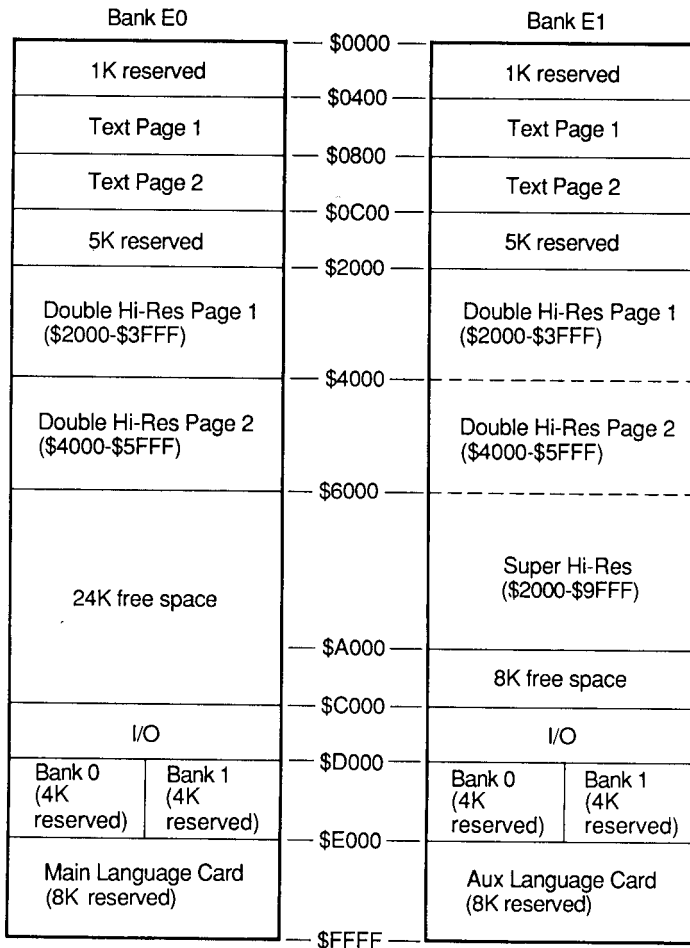 Bank E0
Bank E1
$0000
1K reserved
1K reserved
$0400
Text Page 1
Text Page 1
$0800
Text Page 2
Text Page 2
$0C00
5K reserved
5K reserved
$2000
Double Hi-Res Page 1
($2000-$3FFF)
Double Hi-Res Page 1
($2000-$3FFF)
$4000
Double Hi-Res Page 2
($4000-$5FFF)
Double Hi-Res Page 2
($4000-$5FFF)
$6000
24K free space
Super Hi-Res
($2000-$9FFF)
$A000
8K free space
$C000
I/O
I/O
$D000
Bank 0
(4K
reserved)
Bank 1
(4K
reserved)
Bank 0
(4K
reserved)
Bank 1
(4K
reserved)
$E000
Main Language Card
(8K reserved)
Aux Language Card
(8K reserved)
$FFFF